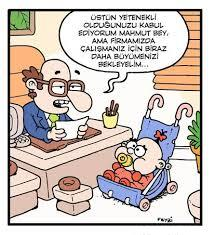 ÜSTÜN YETENEKLİ
OLDUĞUNUZU KABUL
EDİYORUM MAHMUT BEY,
AMA FİRMAMIZDA
ÇALIŞMANIZ İÇİN BİRAZ
DAHA BÜYÜMENİZİ
BEKLEYELİM...